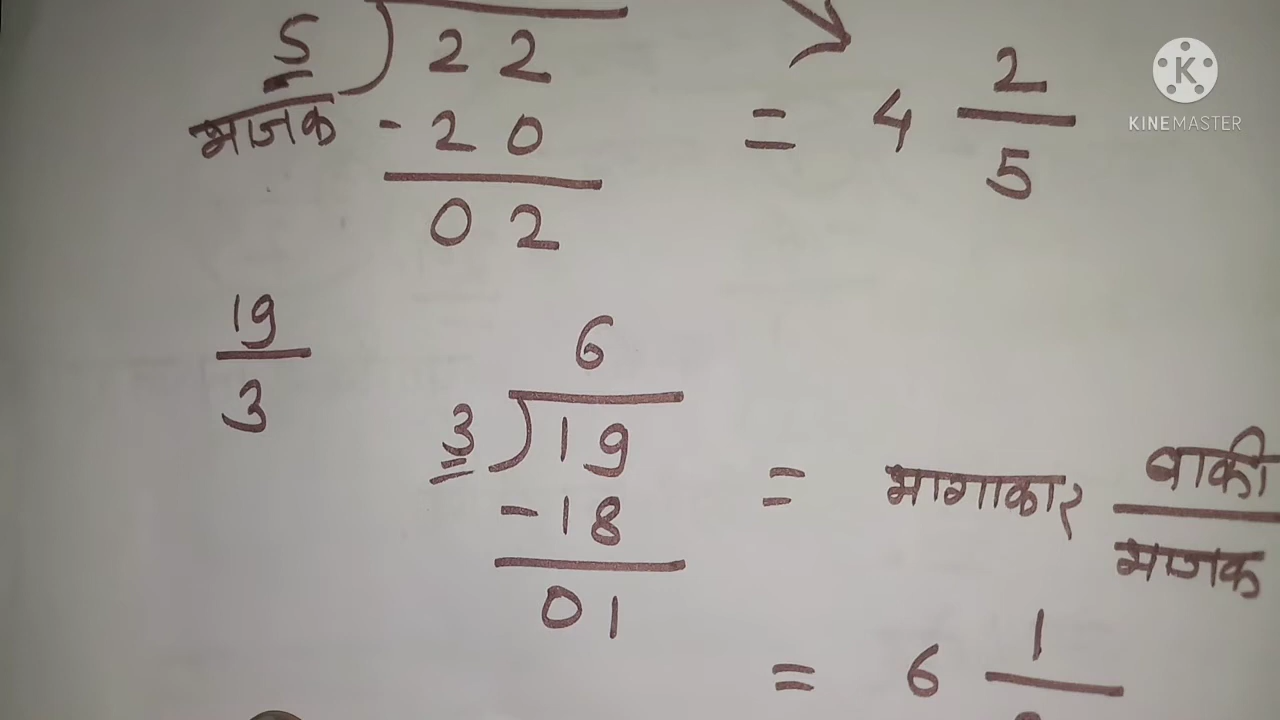 5 ) 22
भाजक - 20
02
= 4 2/5
K
KINEMASTER
19/3
6
3 ) 19
- 18
01
= भागाकार बाकी/भाजक
= 6 1/